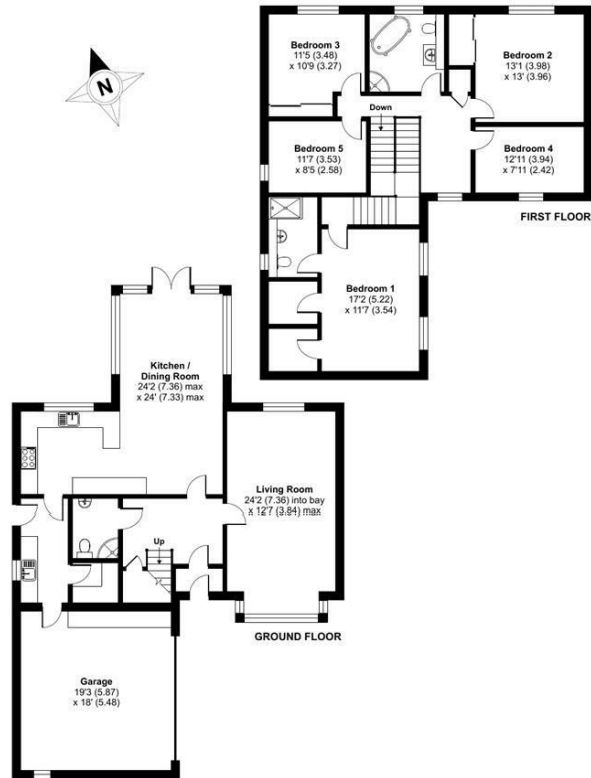 Bedroom 3
11'5 (3.48)
x 10'9 (3.27)
Bedroom 2
13'1 (3.98)
x 13' (3.96)
N
Down
Bedroom 5
11'7 (3.53)
x 8'5 (2.58)
Bedroom 4
12'11 (3.94)
x 7'11 (2.42)
FIRST FLOOR
Bedroom 1
17'2 (5.22)
x 11'7 (3.54)
Kitchen /
Dining Room
24'2 (7.36) max
x 24' (7.33) max
Living Room
24'2 (7.36) into bay
x 12'7 (3.84) max
Up
GROUND FLOOR
Garage
19'3 (5.87)
x 18' (5.48)